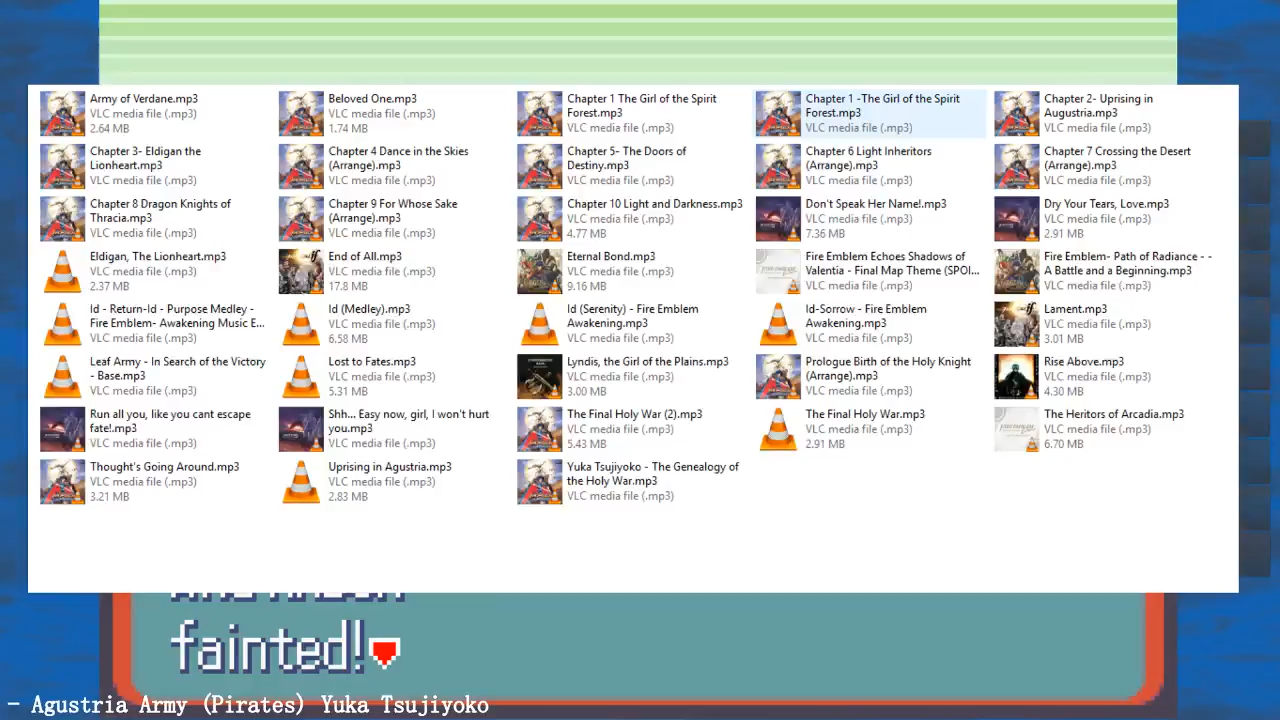 Army of Verdane.mp3
VLC media file (.mp3)
2.64 MB
Beloved One.mp3
VLC media file (.mp3)
1.74 MB
Chapter 1 The Girl of the Spirit
Forest.mp3
VLC media file (.mp3)
Chapter 1 -The Girl of the Spirit
Forest.mp3
VLC media file (.mp3)
Chapter 2- Uprising in
Augustria.mp3
VLC media file (.mp3)
Chapter 3- Eldigan the
Lionheart.mp3
VLC media file (.mp3)
Chapter 4 Dance in the Skies
(Arrange).mp3
VLC media file (.mp3)
Chapter 5- The Doors of
Destiny.mp3
VLC media file (.mp3)
Chapter 6 Light Inheritors
(Arrange).mp3
VLC media file (.mp3)
Chapter 7 Crossing the Desert
(Arrange).mp3
VLC media file (.mp3)
Chapter 8 Dragon Knights of
Thracia.mp3
VLC media file (.mp3)
Chapter 9 For Whose Sake
(Arrange).mp3
VLC media file (.mp3)
Chapter 10 Light and Darkness.mp3
VLC media file (.mp3)
4.77 MB
Don't Speak Her Name!.mp3
VLC media file (.mp3)
7.36 MB
Dry Your Tears, Love.mp3
VLC media file (.mp3)
2.91 MB
Eldigan, The Lionheart.mp3
VLC media file (.mp3)
2.37 MB
End of All.mp3
VLC media file (.mp3)
17.8 MB
Eternal Bond.mp3
VLC media file (.mp3)
9.16 MB
Fire Emblem Echoes Shadows of
Valentia - Final Map Theme (SPOI...
VLC media file (.mp3)
Fire Emblem- Path of Radiance - -
A Battle and a Beginning.mp3
VLC media file (.mp3)
Id - Return-Id - Purpose Medley -
Fire Emblem- Awakening Music E...
VLC media file (.mp3)
Id (Medley).mp3
VLC media file (.mp3)
6.58 MB
Id (Serenity) - Fire Emblem
Awakening.mp3
VLC media file (.mp3)
Id-Sorrow - Fire Emblem
Awakening.mp3
VLC media file (.mp3)
Lament.mp3
VLC media file (.mp3)
3.01 MB
Leaf Army - In Search of the Victory
- Base.mp3
VLC media file (.mp3)
Lost to Fates.mp3
VLC media file (.mp3)
5.31 MB
Lyndis, the Girl of the Plains.mp3
VLC media file (.mp3)
3.00 MB
Prologue Birth of the Holy Knight
(Arrange).mp3
VLC media file (.mp3)
Rise Above.mp3
VLC media file (.mp3)
4.30 MB
Run all you, like you cant escape
fate!.mp3
VLC media file (.mp3)
Shh... Easy now, girl, I won't hurt
you.mp3
VLC media file (.mp3)
The Final Holy War (2).mp3
VLC media file (.mp3)
5.43 MB
The Final Holy War.mp3
VLC media file (.mp3)
2.91 MB
The Heritors of Arcadia.mp3
VLC media file (.mp3)
6.70 MB
Thought's Going Around.mp3
VLC media file (.mp3)
3.21 MB
Uprising in Agustria.mp3
VLC media file (.mp3)
2.83 MB
Yuka Tsujiyoko - The Genealogy of
the Holy War.mp3
VLC media file (.mp3)
fainted!
- Agustria Army (Pirates) Yuka Tsujiyoko